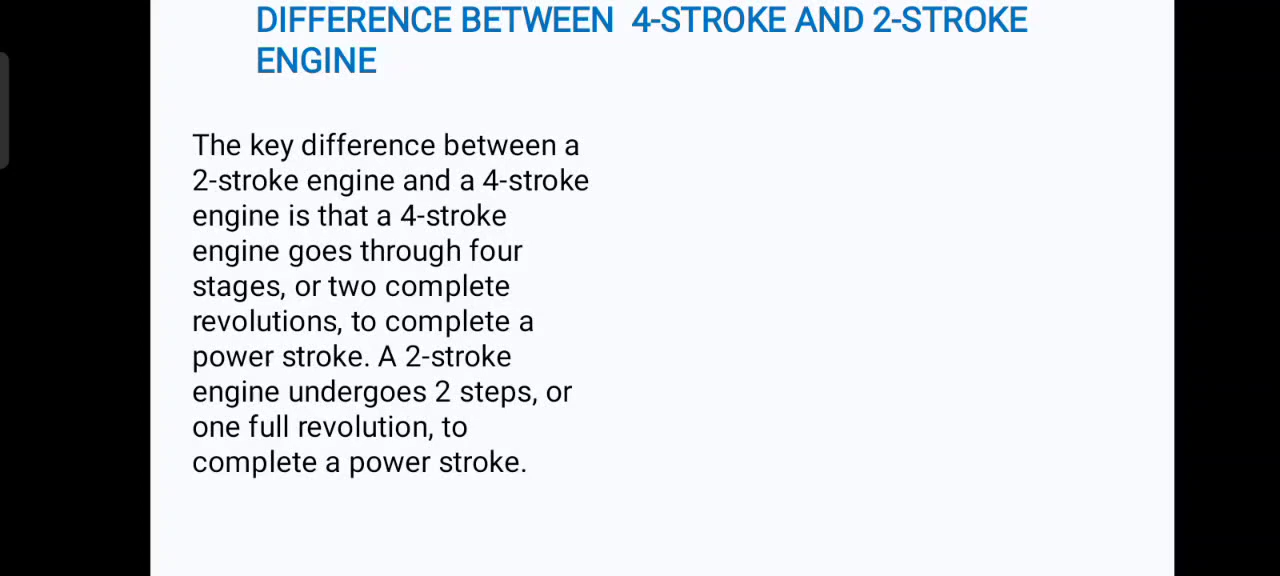 DIFFERENCE BETWEEN  4-STROKE AND 2-STROKE
ENGINE
The key difference between a
2-stroke engine and a 4-stroke
engine is that a 4-stroke
engine goes through four
stages, or two complete
revolutions, to complete a
power stroke. A 2-stroke
engine undergoes 2 steps, or
one full revolution, to
complete a power stroke.